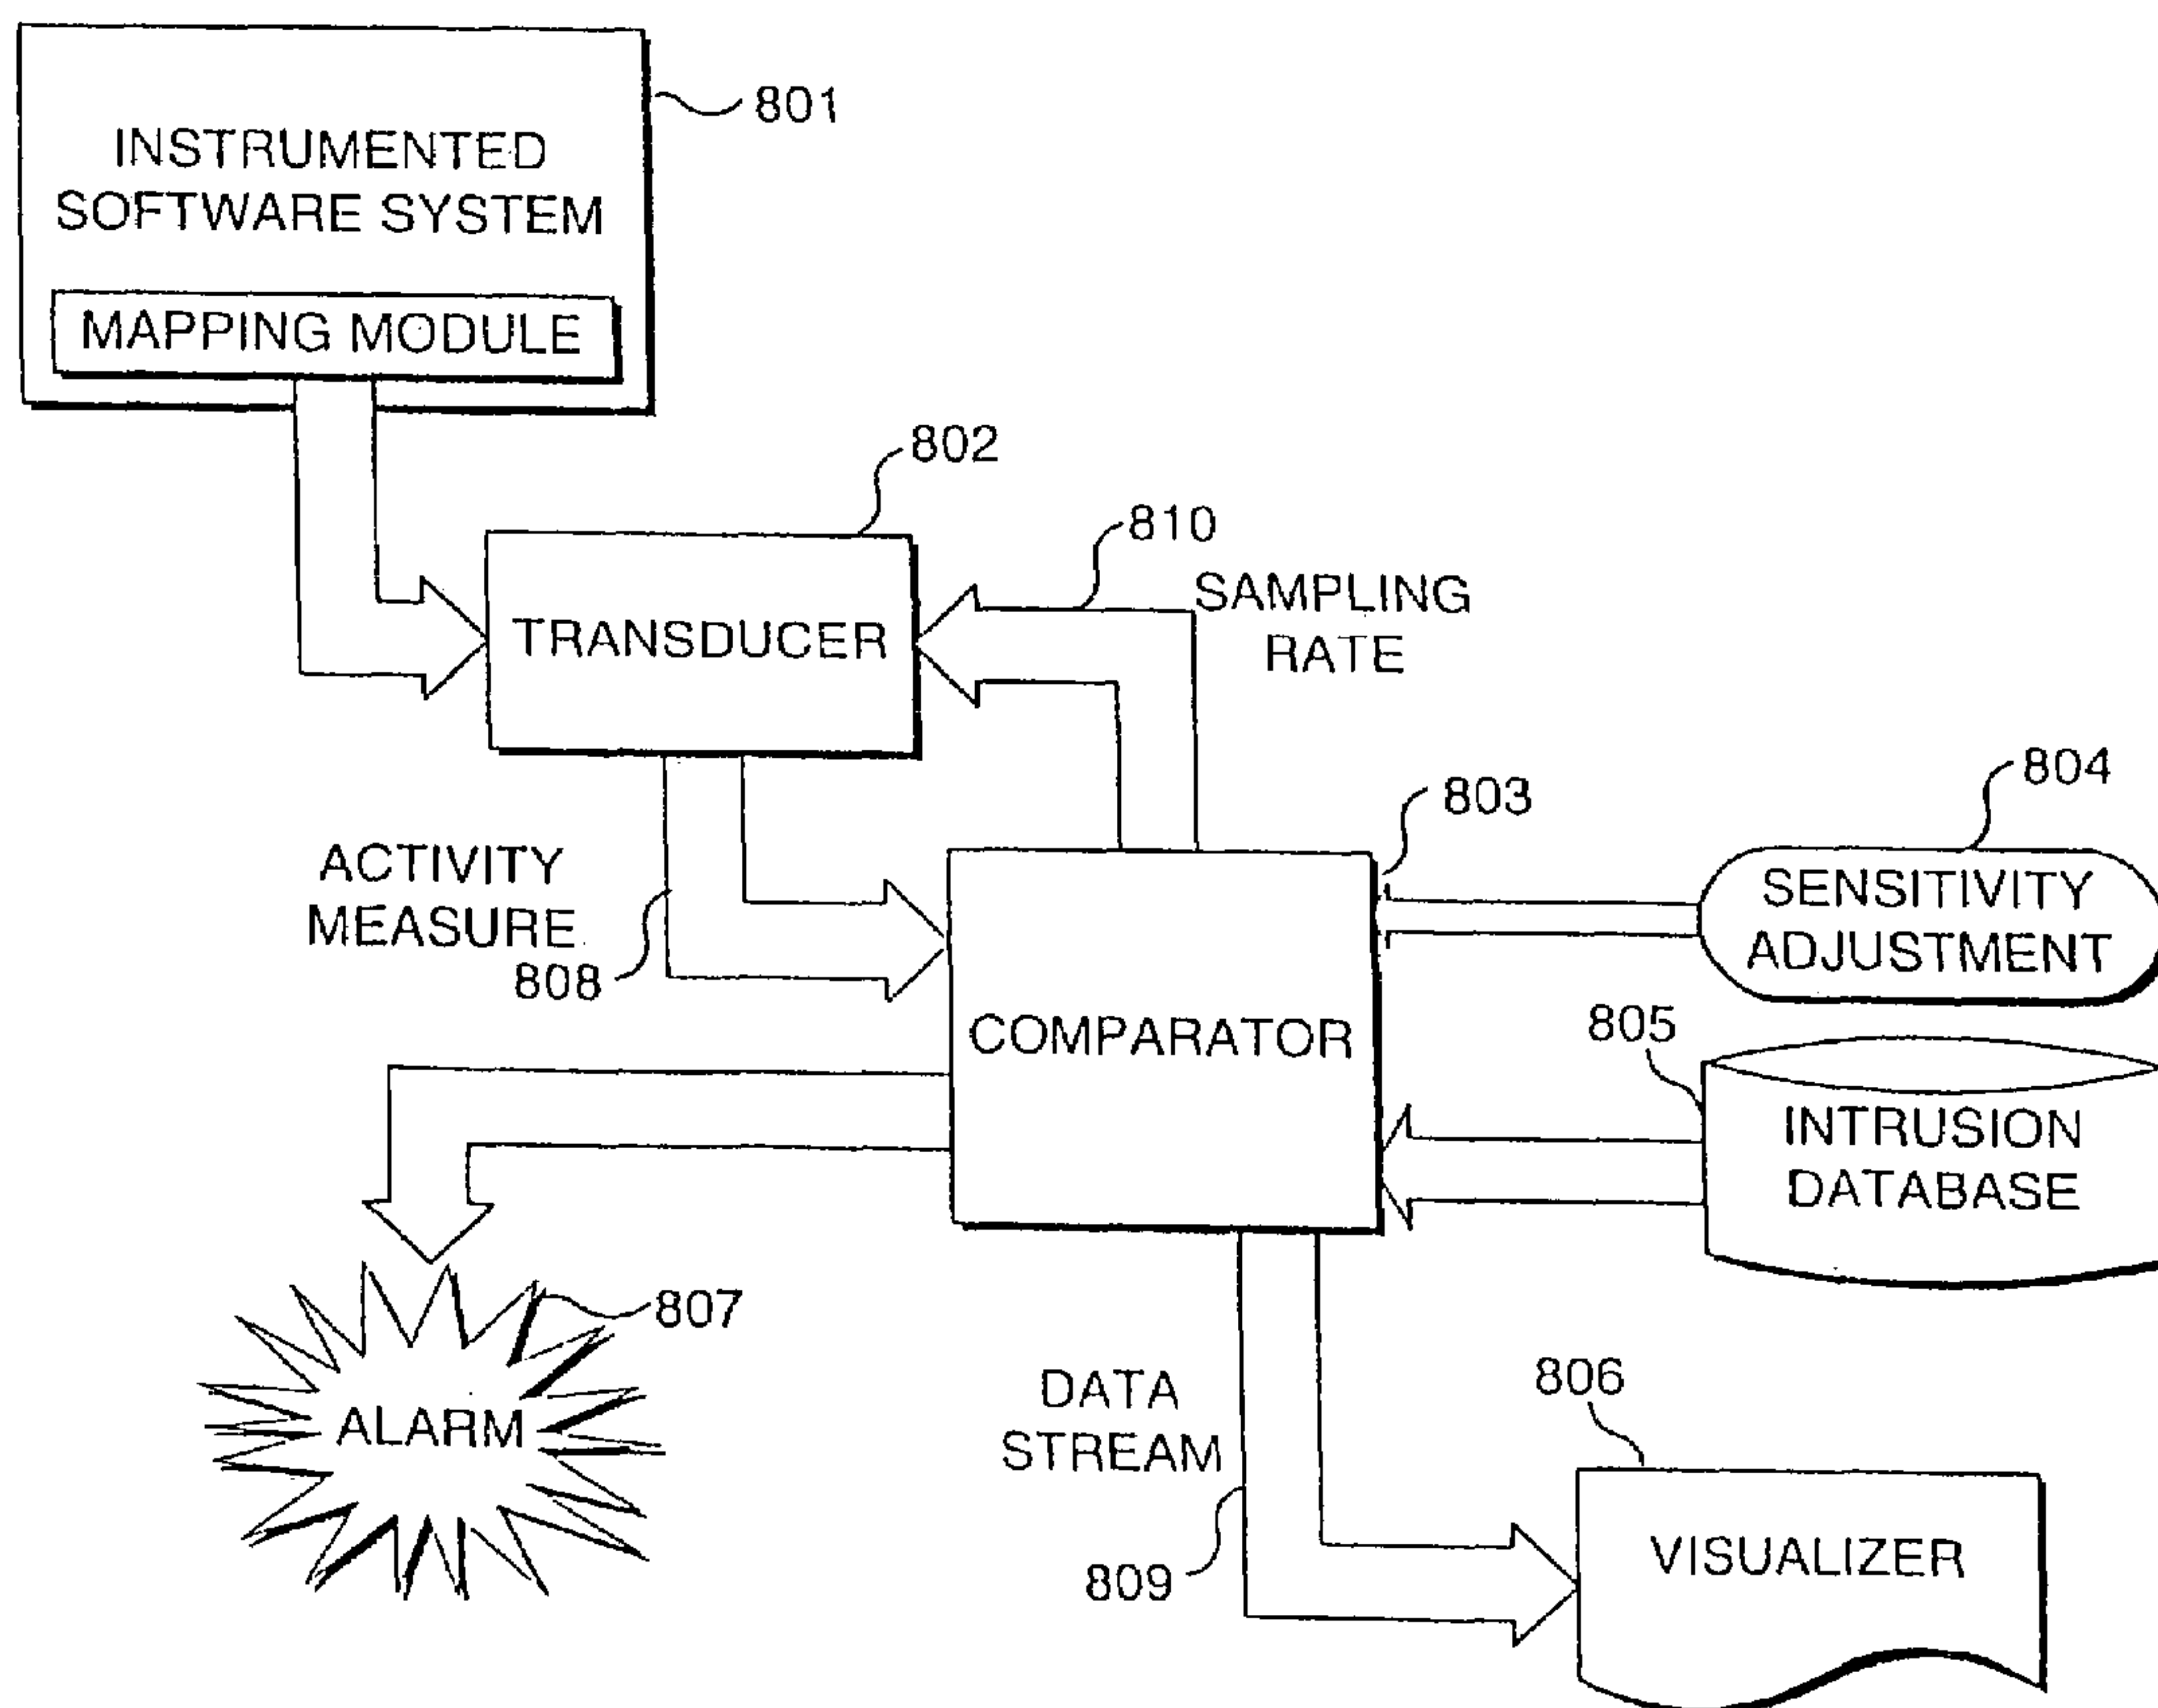 801
INSTRUMENTED
SOFTWARE SYSTEM
MAPPING MODULE
802
810
SAMPLING
RATE
TRANSDUCER
803
804
ACTIVITY
MEASURE
808
SENSITIVITY
ADJUSTMENT
COMPARATOR
805
INTRUSION
DATABASE
807
ALARM
DATA
STREAM
809
806
VISUALIZER